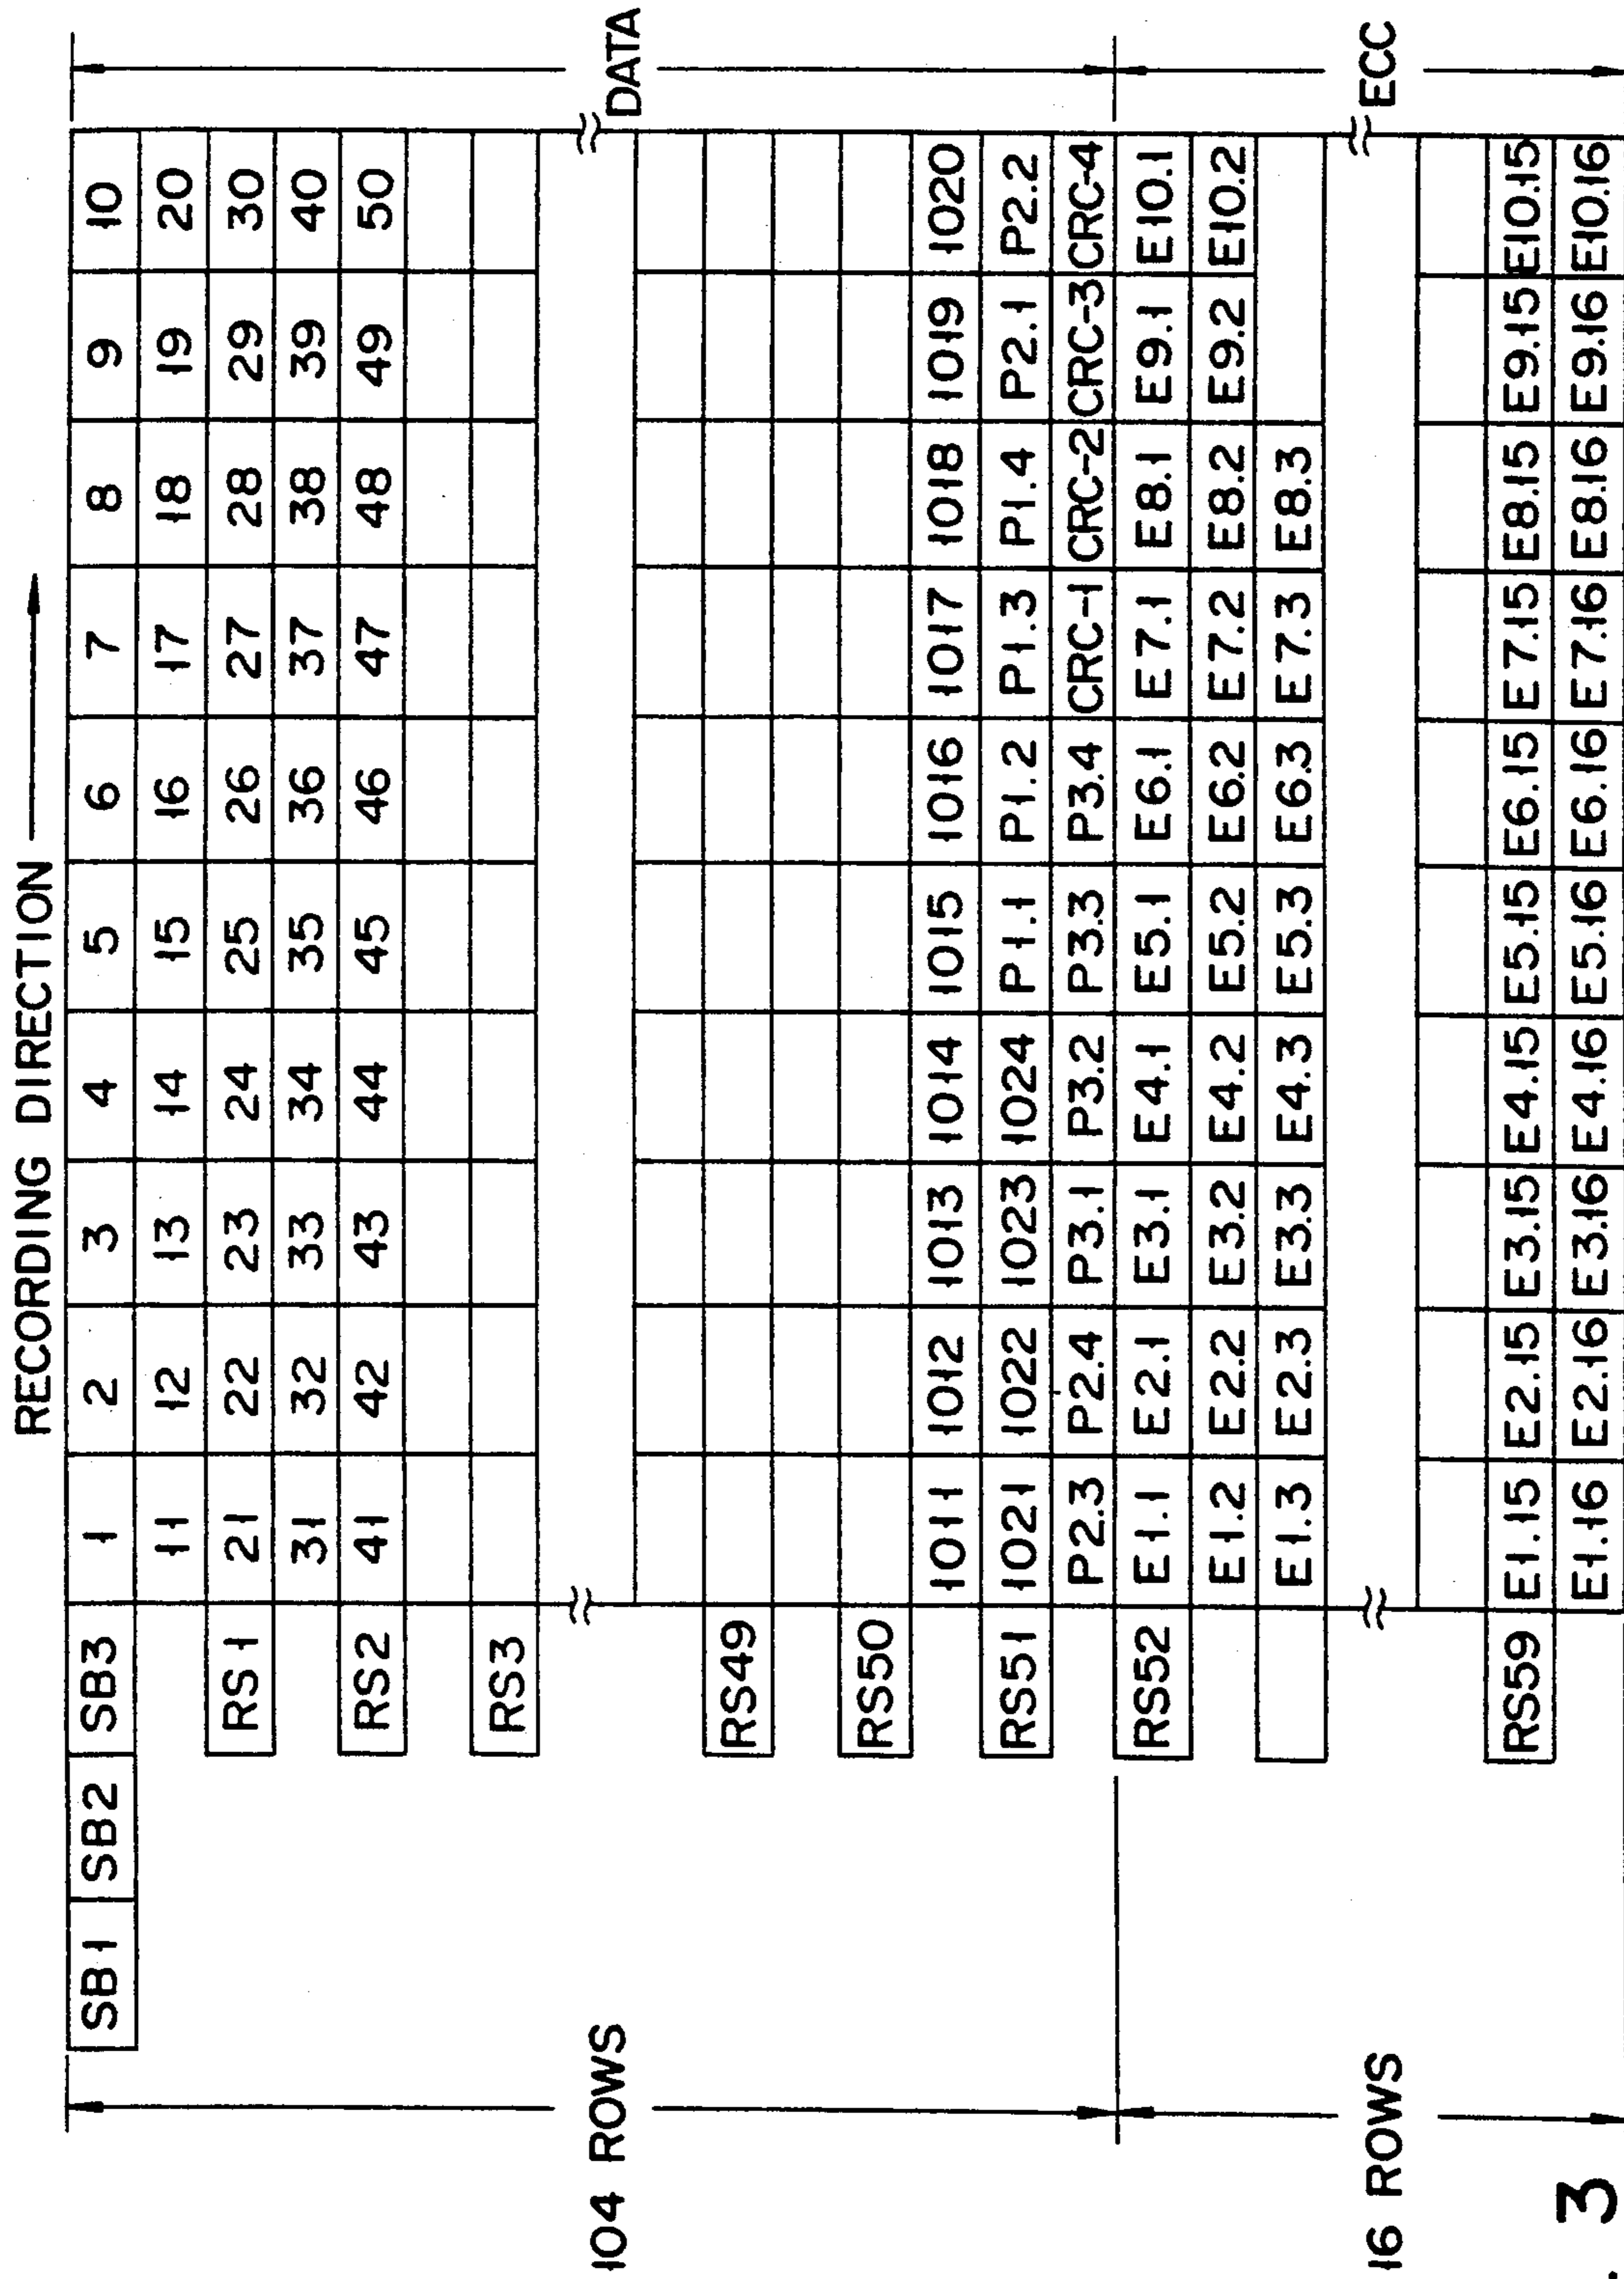 RECORDING DIRECTION
SB1 SB2 SB3 1 2 3 4 5 6 7 8 9 10
11 12 13 14 15 16 17 18 19 20
RS1 21 22 23 24 25 26 27 28 29 30
31 32 33 34 35 36 37 38 39 40
RS2 41 42 43 44 45 46 47 48 49 50
RS3
104 ROWS
DATA
RS49
RS50
1011 1012 1013 1014 1015 1016 1017 1018 1019 1020
RS51 1021 1022 1023 1024 P1.1 P1.2 P1.3 P1.4 P2.1 P2.2
P2.3 P2.4 P3.1 P3.2 P3.3 P3.4 CRC-1 CRC-2 CRC-3 CRC-4
RS52 E1.1 E2.1 E3.1 E4.1 E5.1 E6.1 E7.1 E8.1 E9.1 E10.1
E1.2 E2.2 E3.2 E4.2 E5.2 E6.2 E7.2 E8.2 E9.2 E10.2
E1.3 E2.3 E3.3 E4.3 E5.3 E6.3 E7.3 E8.3
16 ROWS
ECC
RS59 E1.15 E2.15 E3.15 E4.15 E5.15 E6.15 E7.15 E8.15 E9.15 E10.15
E1.16 E2.16 E3.16 E4.16 E5.16 E6.16 E7.16 E8.16 E9.16 E10.16
3